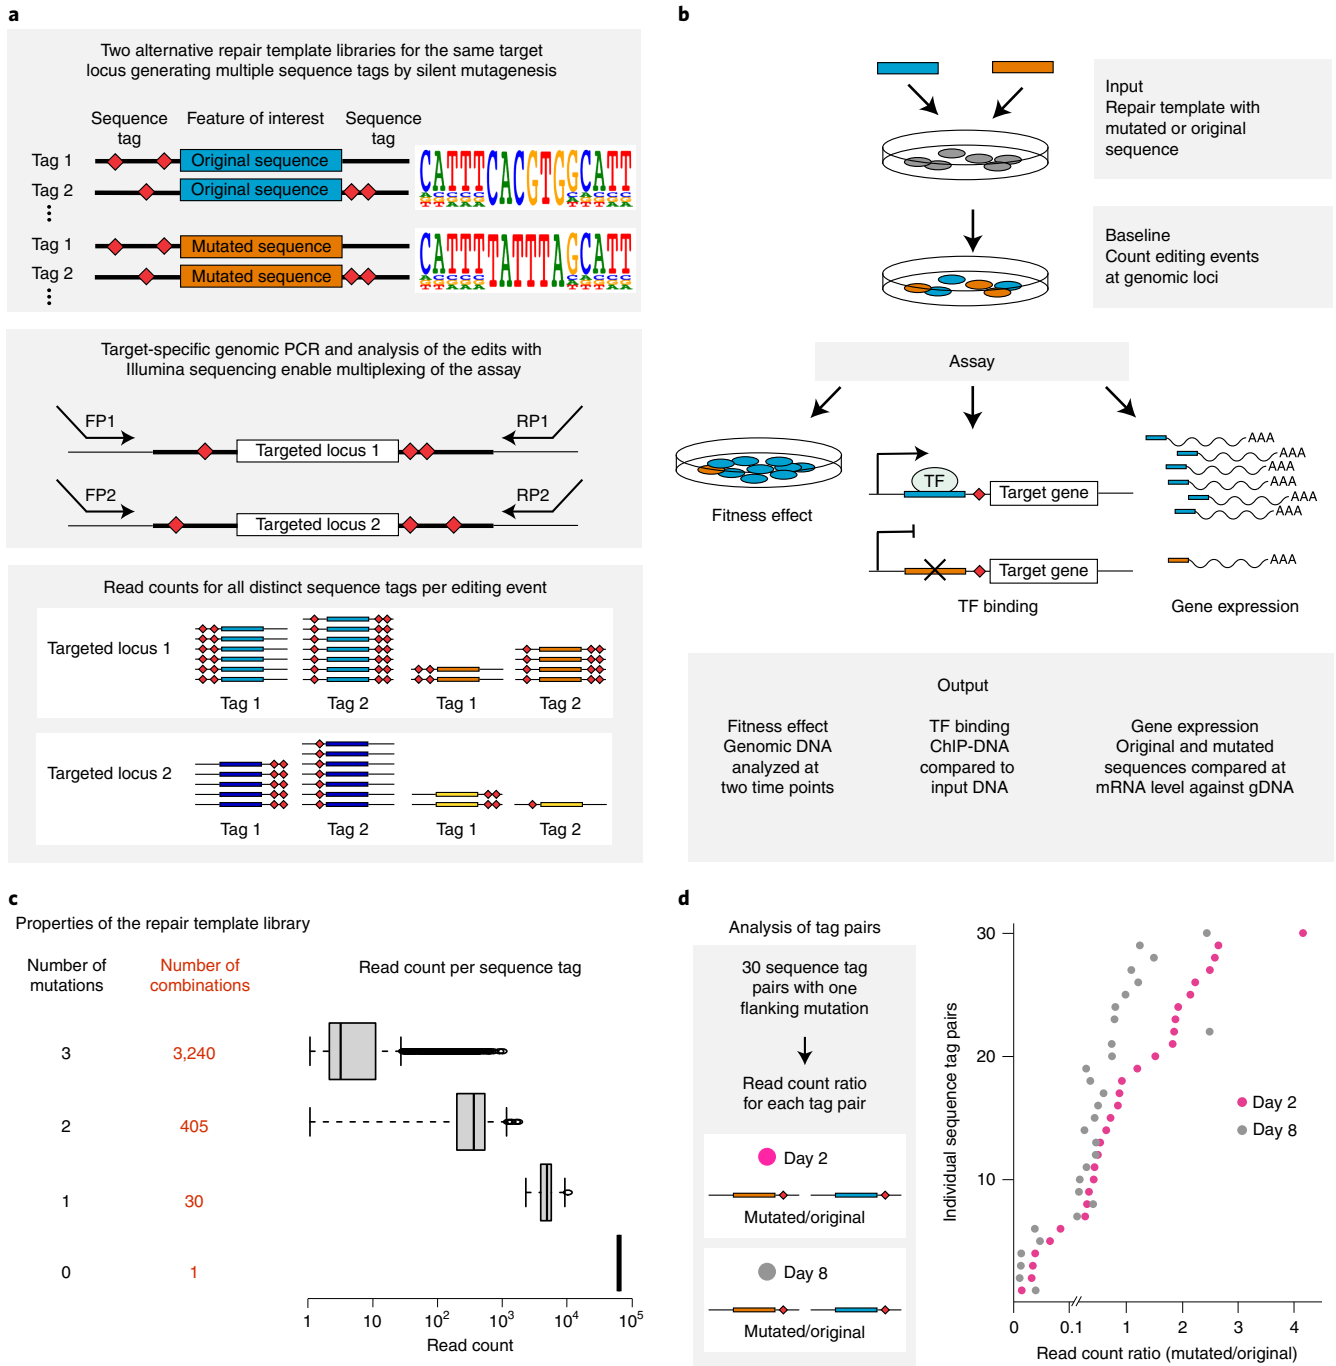 a
Two alternative repair template libraries for the same target
locus generating multiple sequence tags by silent mutagenesis
Sequence tag
Feature of interest
Sequence tag
Tag 1
Original sequence
Tag 2
Original sequence
CATTTCACGTGGCATT
Tag 1
Mutated sequence
Tag 2
Mutated sequence
CATTTTATTTAGCATT
Target-specific genomic PCR and analysis of the edits with
Illumina sequencing enable multiplexing of the assay
FP1
RP1
Targeted locus 1
FP2
RP2
Targeted locus 2
Read counts for all distinct sequence tags per editing event
Targeted locus 1
Tag 1
Tag 2
Tag 1
Tag 2
Targeted locus 2
Tag 1
Tag 2
Tag 1
Tag 2
b
Input
Repair template with
mutated or original
sequence
Baseline
Count editing events
at genomic loci
Assay
Fitness effect
TF
Target gene
Target gene
TF binding
AAA
AAA
AAA
AAA
AAA
AAA
AAA
Gene expression
Output
Fitness effect
Genomic DNA
analyzed at
two time points
TF binding
ChIP-DNA
compared to
input DNA
Gene expression
Original and mutated
sequences compared at
mRNA level against gDNA
c
Properties of the repair template library
Number of
mutations
Number of
combinations
Read count per sequence tag
3
3,240
2
405
1
30
0
1
1
10
10²
10³
10⁴
10⁵
Read count
d
Analysis of tag pairs
30 sequence tag
pairs with one
flanking mutation
Read count ratio
for each tag pair
Day 2
Mutated/original
Day 8
Mutated/original
Individual sequence tag pairs
30
20
10
Day 2
Day 8
0
0.1
1
2
3
4
Read count ratio (mutated/original)